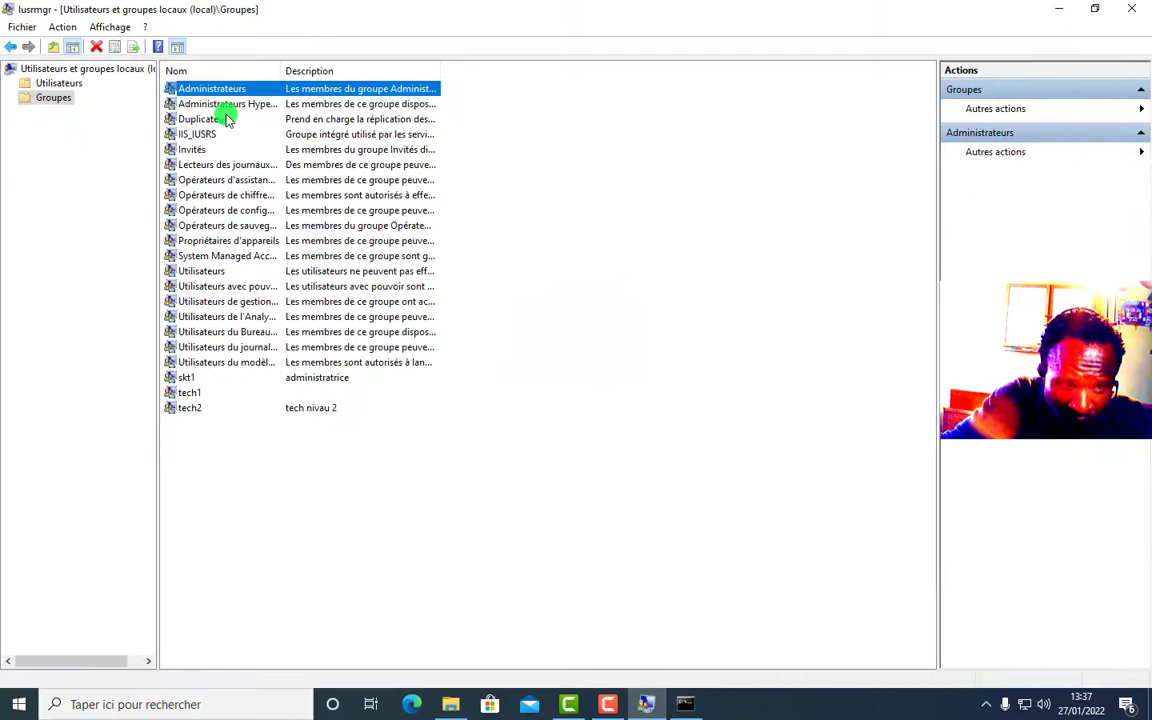 lusrmgr - [Utilisateurs et groupes locaux (local)\Groupes]
Fichier Action Affichage ?
Utilisateurs et groupes locaux (lo
Utilisateurs
Groupes
Nom Description
Administrateurs Les membres du groupe Administ...
Administrateurs Hype... Les membres de ce groupe dispos...
Duplicate Prend en charge la réplication des...
IIS_IUSRS Groupe intégré utilisé par les servi...
Invités Les membres du groupe Invités di...
Lecteurs des journaux... Des membres de ce groupe peuve...
Opérateurs d'assistan... Les membres de ce groupe peuve...
Opérateurs de chiffre... Les membres sont autorisés à effe...
Opérateurs de config... Les membres de ce groupe peuve...
Opérateurs de sauveg... Les membres du groupe Opérate...
Propriétaires d'appareils Les membres de ce groupe peuve...
System Managed Acc... Les membres de ce groupe sont g...
Utilisateurs Les utilisateurs ne peuvent pas eff...
Utilisateurs avec pouv... Les utilisateurs avec pouvoir sont ...
Utilisateurs de gestion... Les membres de ce groupe ont ac...
Utilisateurs de l'Analy... Les membres de ce groupe peuve...
Utilisateurs du Bureau... Les membres de ce groupe dispos...
Utilisateurs du journal... Les membres de ce groupe peuve...
Utilisateurs du modèl... Les membres sont autorisés à lan...
skt1 administratrice
tech1
tech2 tech nivau 2
Actions
Groupes
Autres actions
Administrateurs
Autres actions
Taper ici pour rechercher
13:37
27/01/2022
6